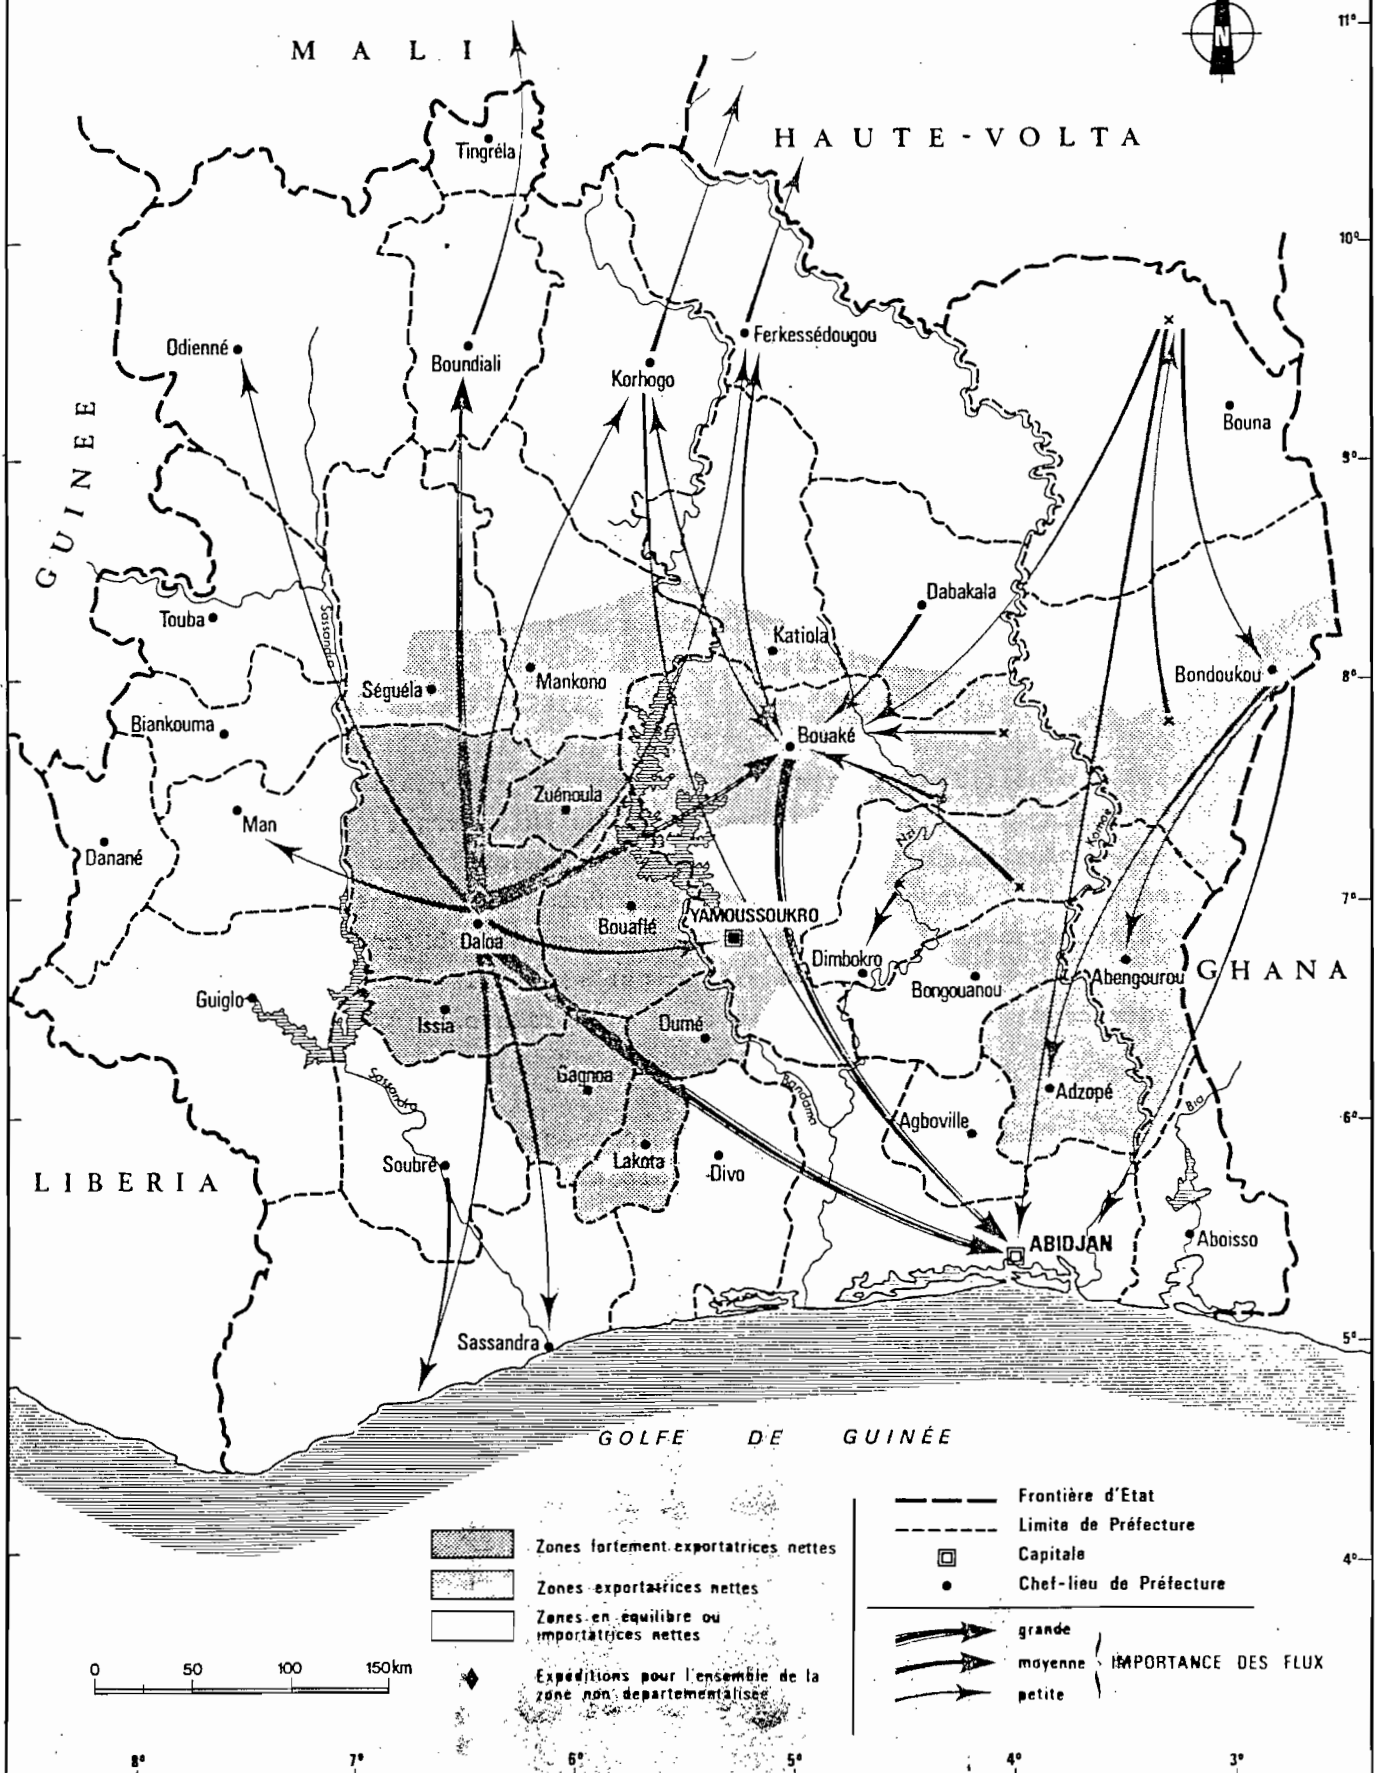 N
11°
M A L I
HAUTE-VOLTA
Tingréla
10°
Odienné
Boundiali
Korhogo
Ferkessédougou
Bouna
GUINEE
9°
Touba
Sassandra
Dabakala
Katiola
Séguéla
Mankono
Bondoukou
8°
Biankouma
Bouaké
Zuénoula
Man
Danané
Nzi
Komoé
7°
YAMOUSSOUKRO
Bouaflé
Daloa
Dimbokro
Bongouanou
Abengourou
GHANA
Guiglo
Issia
Oumé
Gagnoa
Sassandra
Bandama
Adzopé
Agboville
Bia
6°
LIBERIA
Soubré
Lakota
Divo
ABIDJAN
Aboisso
Sassandra
5°
GOLFE DE GUINÉE
Zones fortement exportatrices nettes
Zones exportatrices nettes
Zones en équilibre ou
importatrices nettes
Expéditions pour l'ensemble de la
zone non départementalisée
Frontière d'Etat
Limite de Préfecture
Capitale
Chef-lieu de Préfecture
grande
moyenne
petite
IMPORTANCE DES FLUX
4°
0 50 100 150km
8° 7° 6° 5° 4° 3°